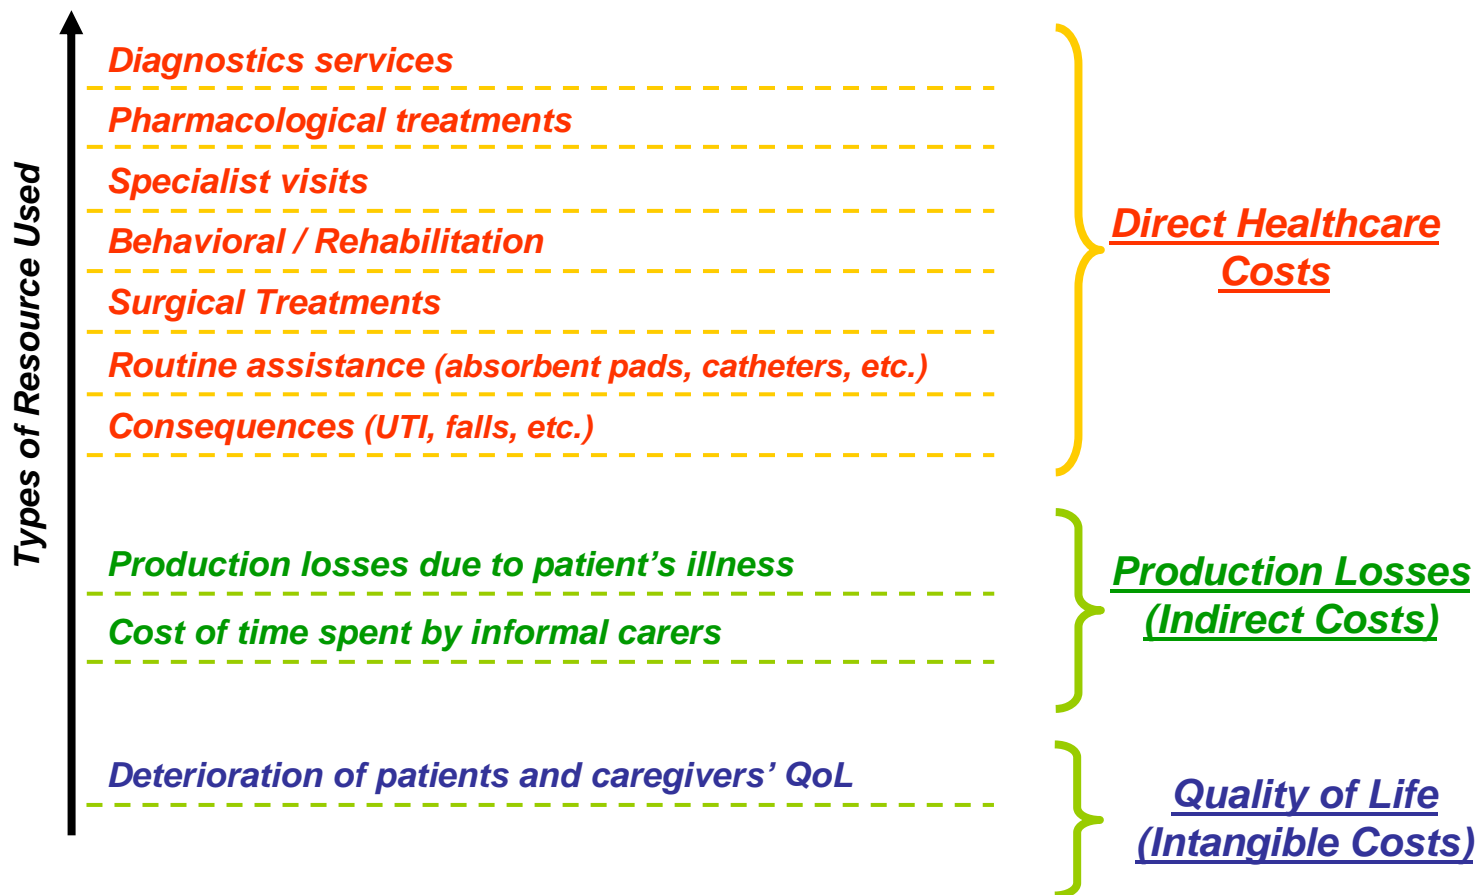 Types of Resource Used
Diagnostics services
Pharmacological treatments
Specialist visits
Behavioral / Rehabilitation
Surgical Treatments
Routine assistance (absorbent pads, catheters, etc.)
Consequences (UTI, falls, etc.)
Direct Healthcare
Costs
Production losses due to patient’s illness
Cost of time spent by informal carers
Production Losses
(Indirect Costs)
Deterioration of patients and caregivers’ QoL
Quality of Life
(Intangible Costs)